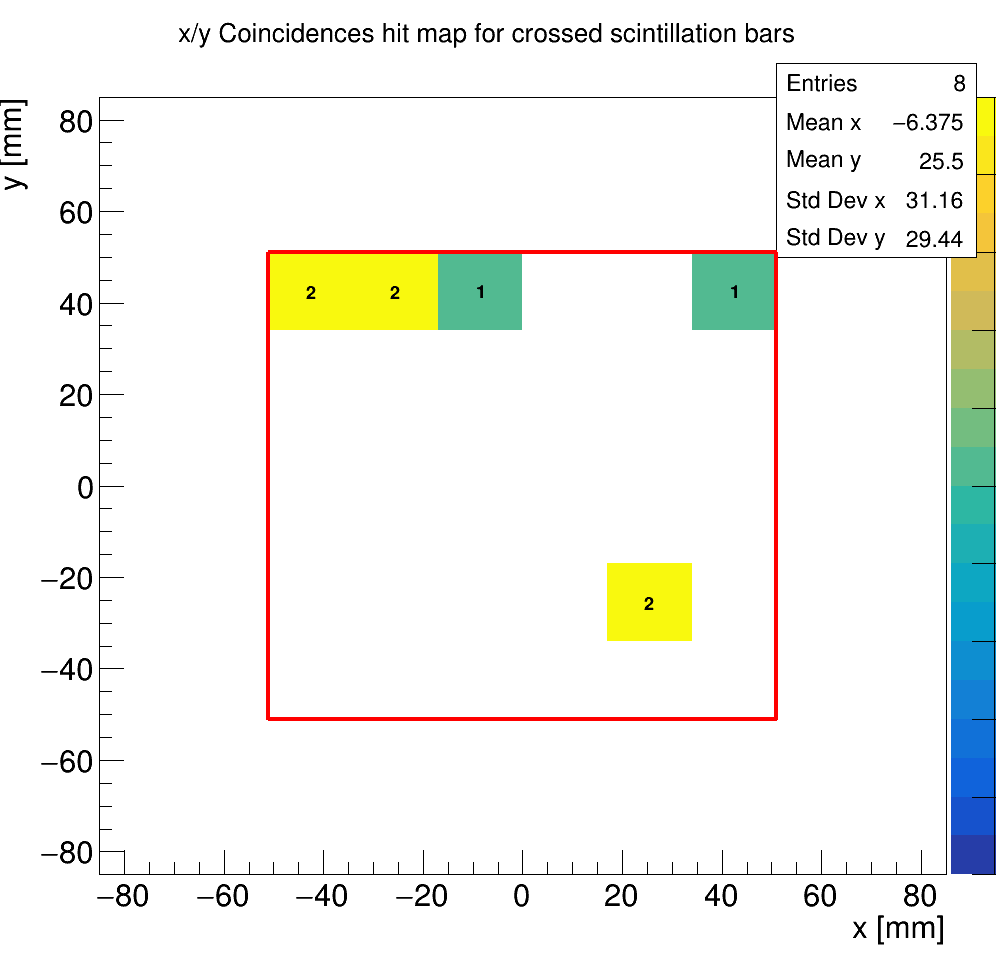 x/y Coincidences hit map for crossed scintillation bars
Entries 8
Mean x −6.375
Mean y 25.5
Std Dev x 31.16
Std Dev y 29.44
y [mm]
80
60
40
20
0
−20
−40
−60
−80
2 2 1 1
2
−80 −60 −40 −20 0 20 40 60 80
x [mm]